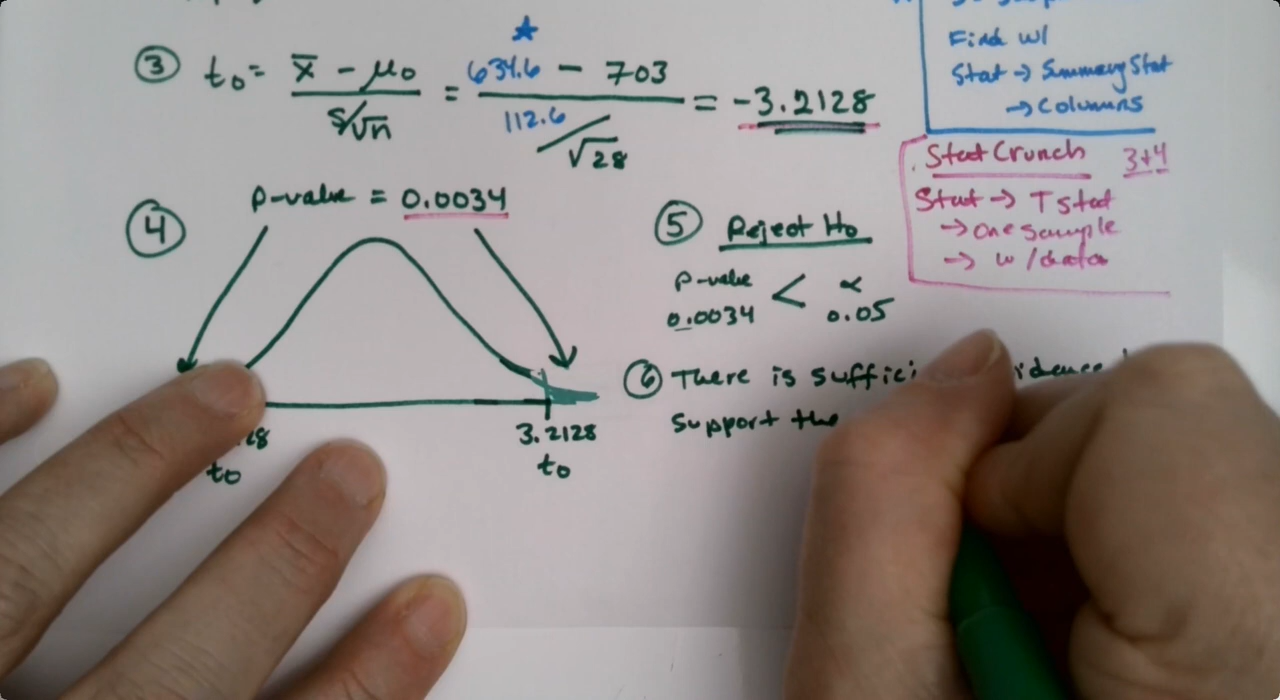 ③ t₀= x̄ - μ₀ / s/√n = 634.6 - 703 / 112.6/√28 = -3.2128
Find w/
Stat → Summary Stat
→ Columns
StatCrunch 3+4
Stat → T stat
→ one sample
→ w/data
④ p-value = 0.0034
3.2128
t₀ t₀
⑤ Reject H₀
p-value < α
0.0034 0.05
⑥ There is
support the